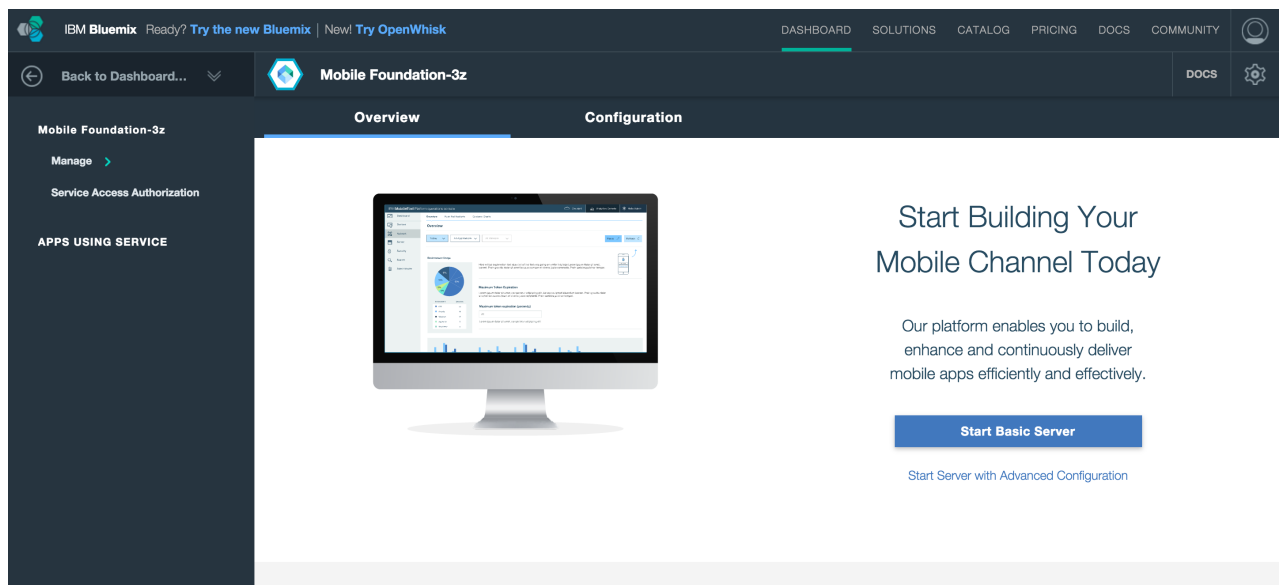 IBM Bluemix Ready? Try the new Bluemix | New! Try OpenWhisk
DASHBOARD SOLUTIONS CATALOG PRICING DOCS COMMUNITY
Back to Dashboard...
Mobile Foundation-3z
DOCS
Mobile Foundation-3z
Manage
Service Access Authorization
APPS USING SERVICE
Overview Configuration
Overview
Start Building Your
Mobile Channel Today
Our platform enables you to build,
enhance and continuously deliver
mobile apps efficiently and effectively.
Start Basic Server
Start Server with Advanced Configuration